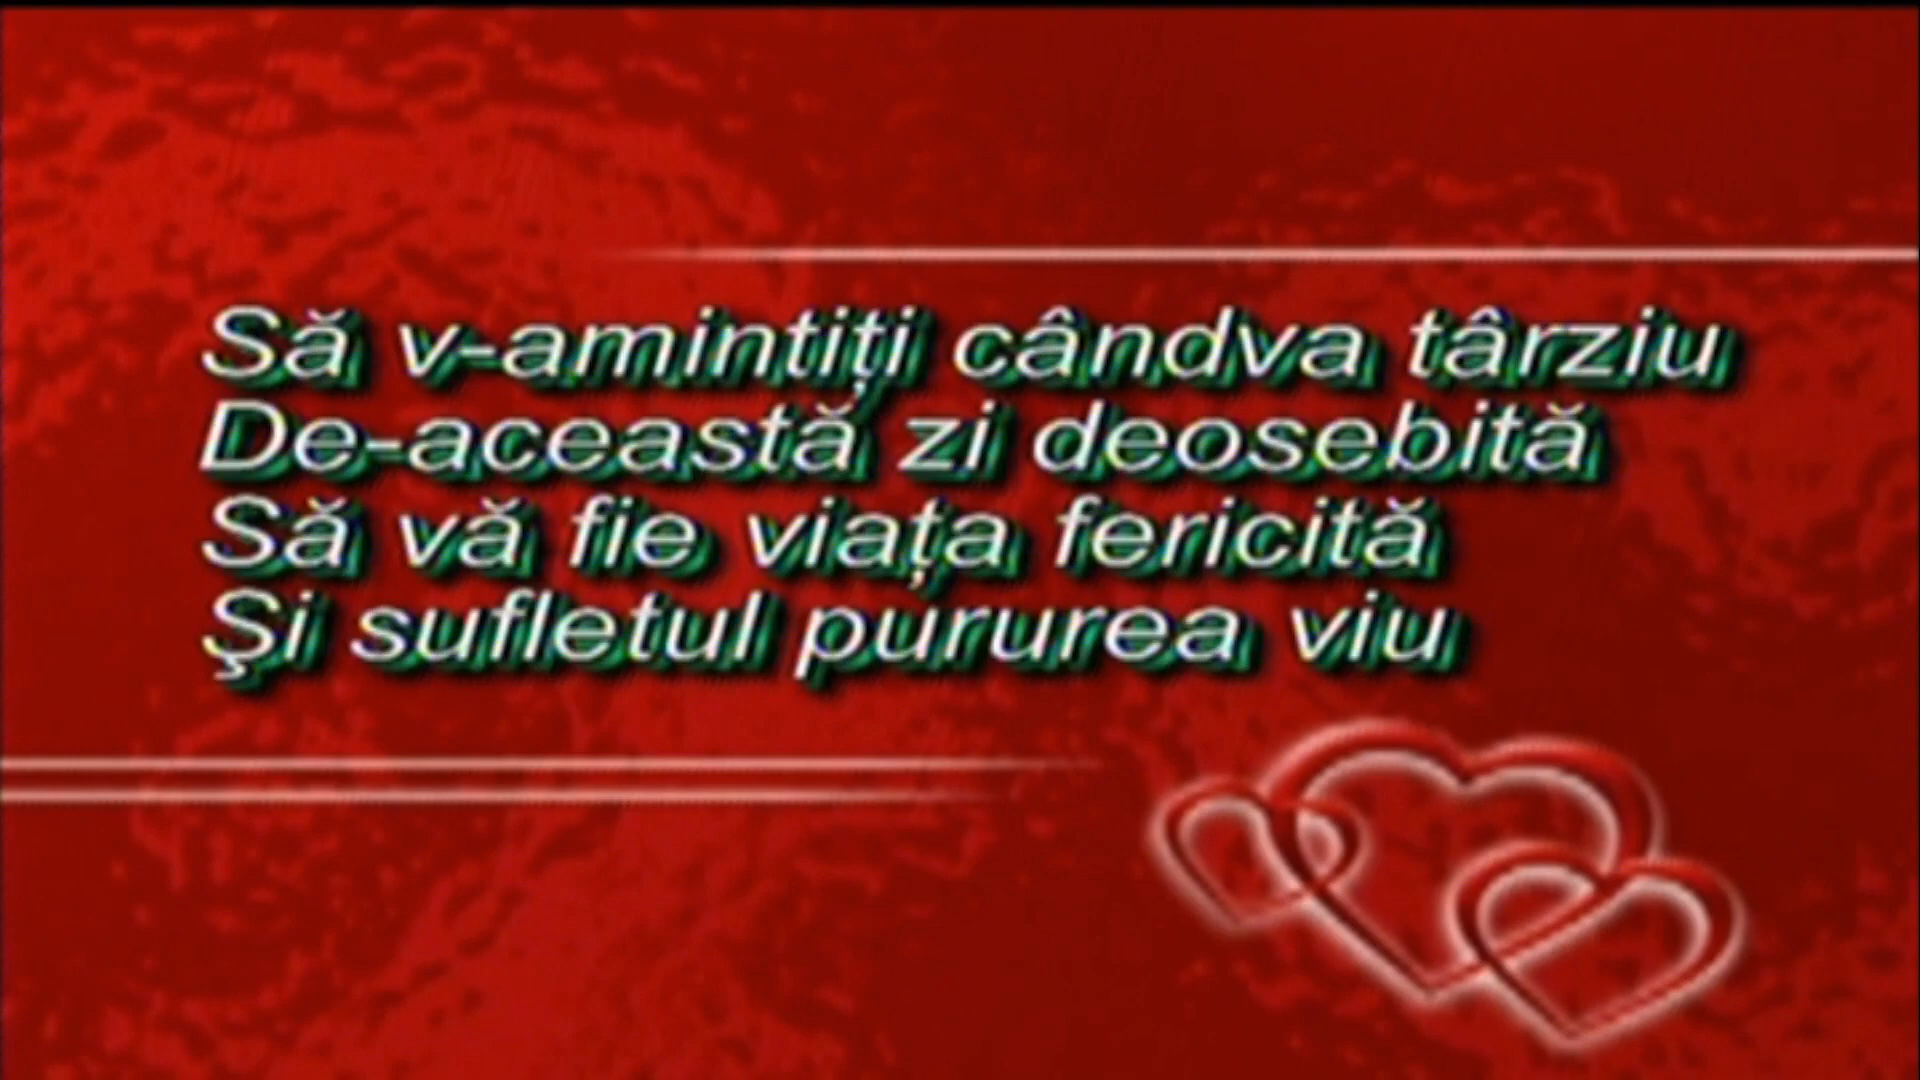 Să v-amintiți cândva târziu
De-această zi deosebită
Să vă fie viața fericită
Şi sufletul pururea viu